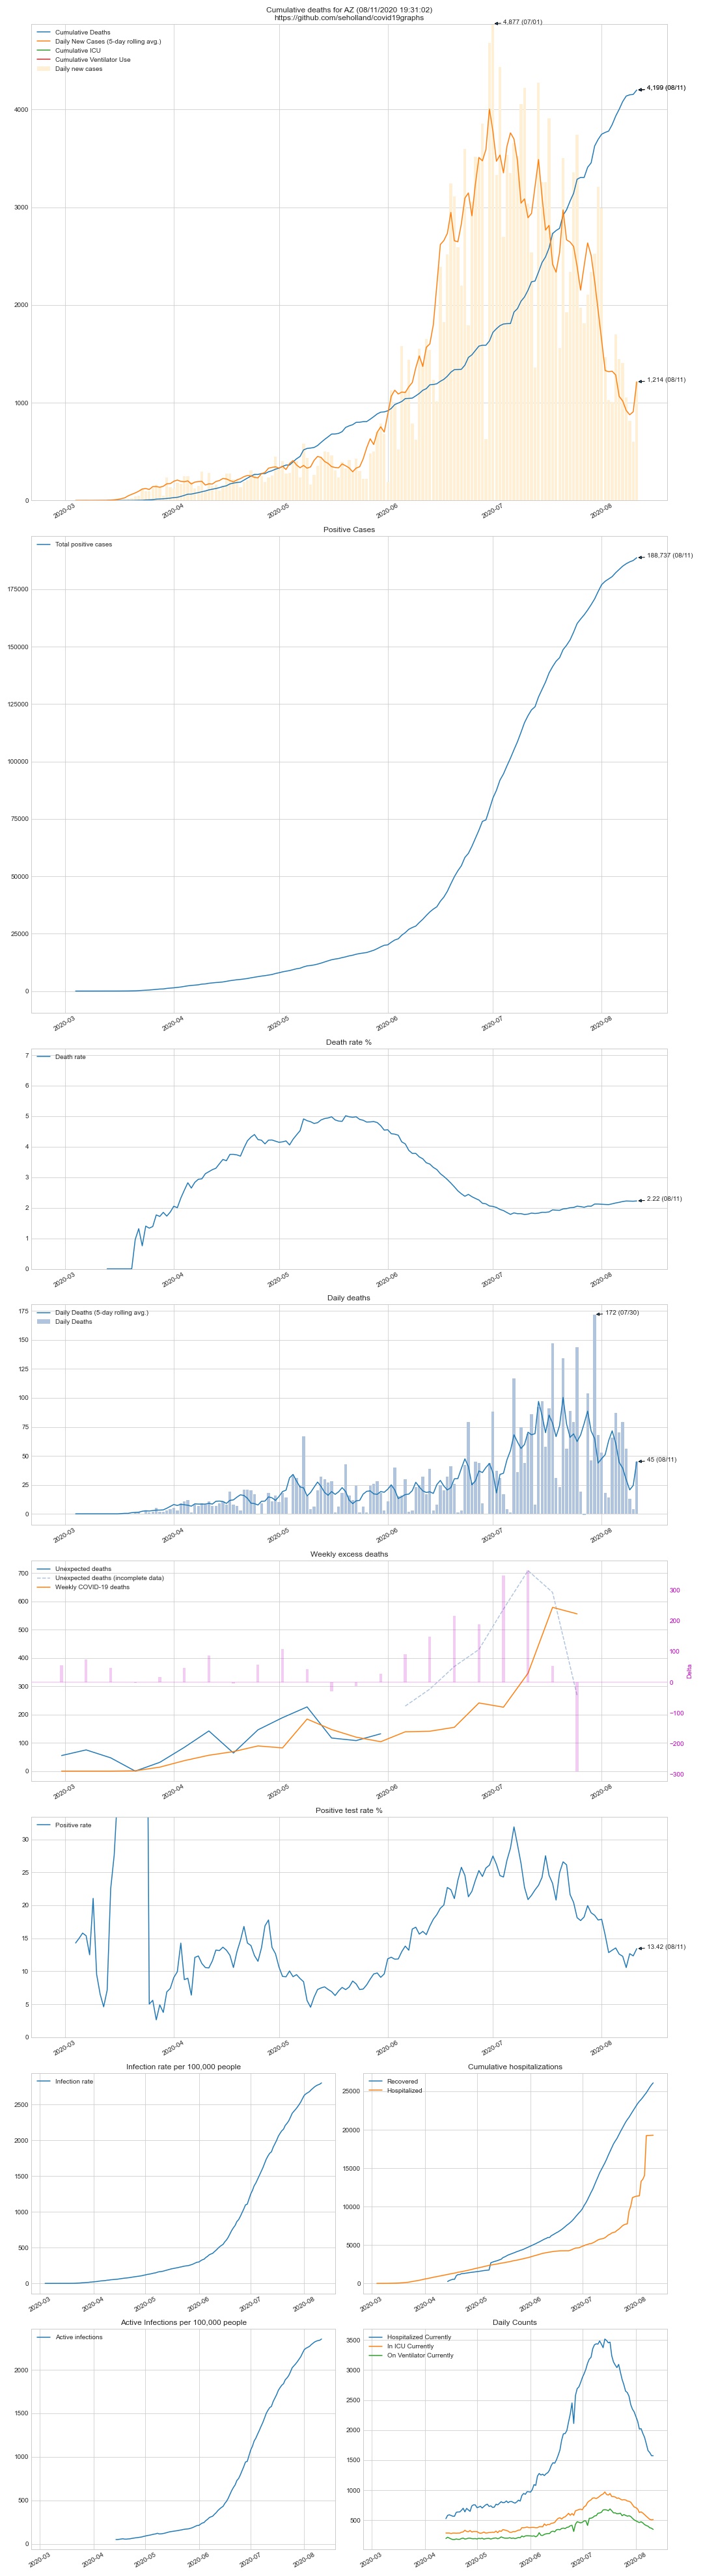 Cumulative deaths for AZ (08/11/2020 19:31:02)
https://github.com/seholland/covid19graphs
Cumulative Deaths
Daily New Cases (5-day rolling avg.)
Cumulative ICU
Cumulative Ventilator Use
Daily new cases
4,877 (07/01)
4,199 (08/11)
1,214 (08/11)
4000
3000
2000
1000
0
2020-03 2020-04 2020-05 2020-06 2020-07 2020-08
Positive Cases
Total positive cases
188,737 (08/11)
175000
150000
125000
100000
75000
50000
25000
0
2020-03 2020-04 2020-05 2020-06 2020-07 2020-08
Death rate %
Death rate
7
6
5
4
3
2
1
0
2.22 (08/11)
2020-03 2020-04 2020-05 2020-06 2020-07 2020-08
Daily deaths
Daily Deaths (5-day rolling avg.)
Daily Deaths
172 (07/30)
45 (08/11)
175
150
125
100
75
50
25
0
2020-03 2020-04 2020-05 2020-06 2020-07 2020-08
Weekly excess deaths
Unexpected deaths
Unexpected deaths (incomplete data)
Weekly COVID-19 deaths
700
600
500
400
300
200
100
0
300
200
100
0
−100
−200
−300
Delta
2020-03 2020-04 2020-05 2020-06 2020-07 2020-08
Positive test rate %
Positive rate
30
25
20
15
10
5
0
13.42 (08/11)
2020-03 2020-04 2020-05 2020-06 2020-07 2020-08
Infection rate per 100,000 people
Infection rate
2500
2000
1500
1000
500
0
2020-03 2020-04 2020-05 2020-06 2020-07 2020-08
Cumulative hospitalizations
Recovered
Hospitalized
25000
20000
15000
10000
5000
0
2020-03 2020-04 2020-05 2020-06 2020-07 2020-08
Active Infections per 100,000 people
Active infections
2000
1500
1000
500
0
2020-03 2020-04 2020-05 2020-06 2020-07 2020-08
Daily Counts
Hospitalized Currently
In ICU Currently
On Ventilator Currently
3500
3000
2500
2000
1500
1000
500
2020-03 2020-04 2020-05 2020-06 2020-07 2020-08